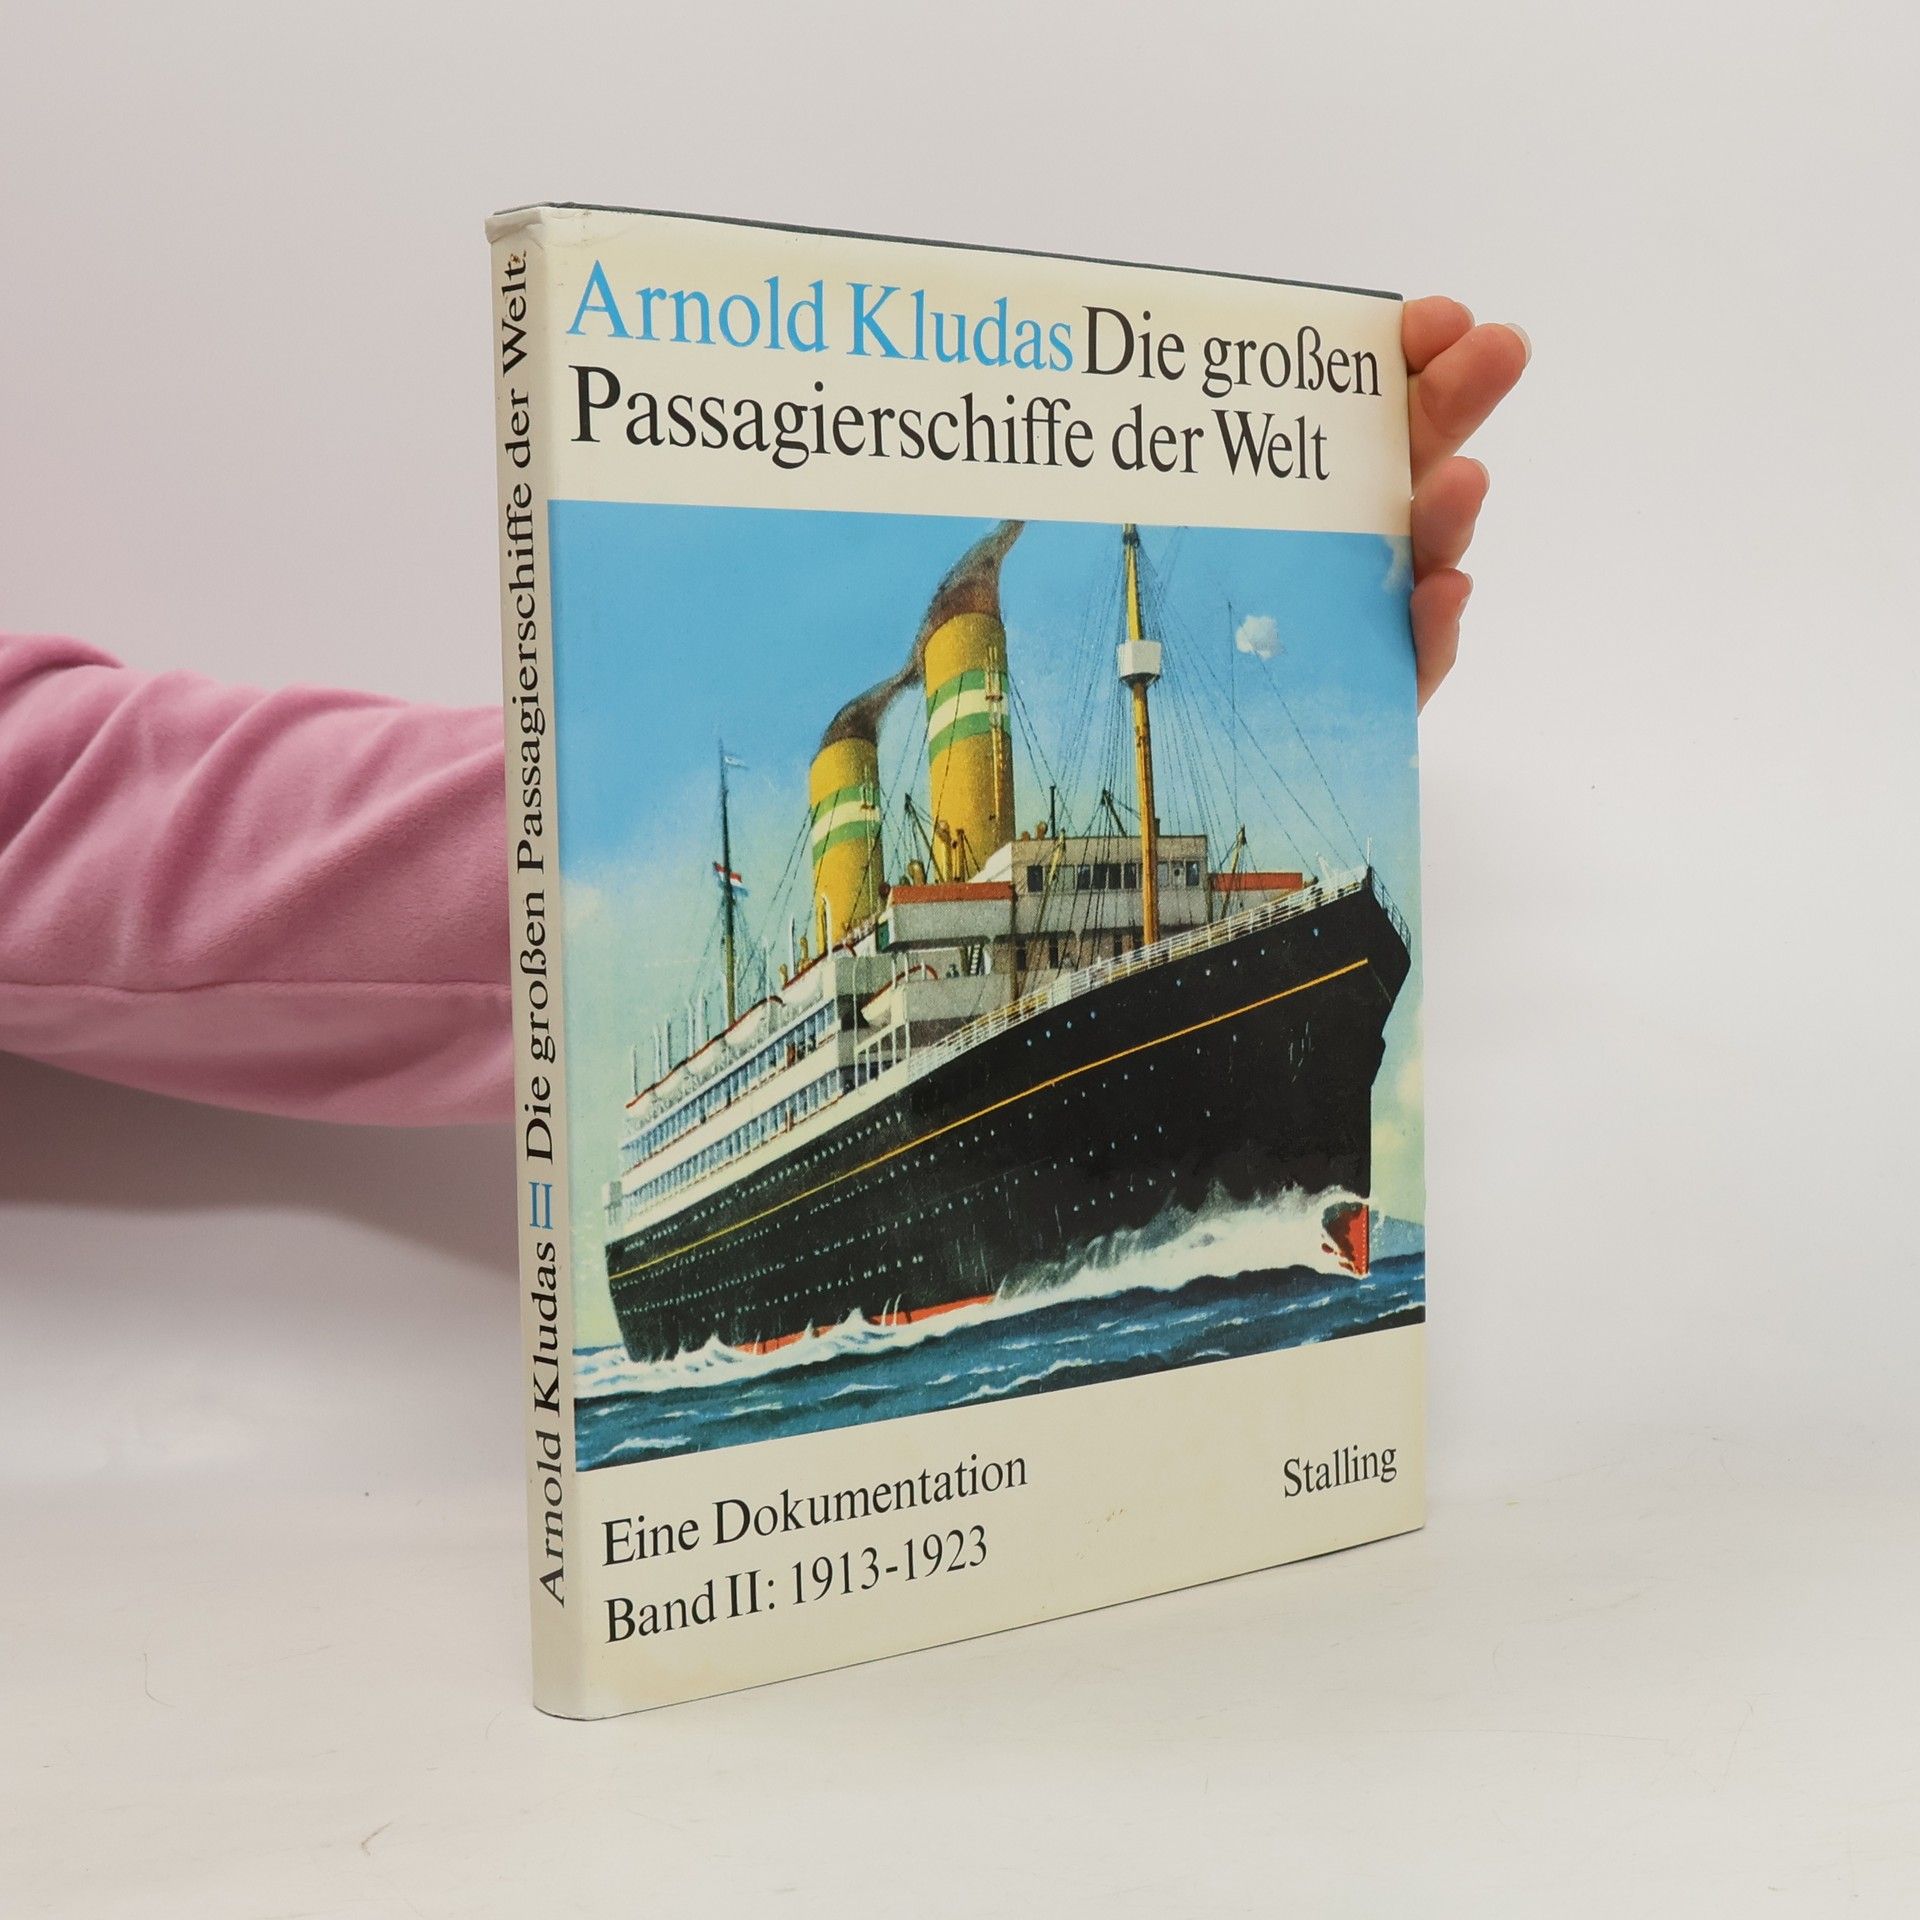 Arnold Kludas Die großen
Passagierschiffe der Welt
Eine Dokumentation
Band II: 1913-1923
Stalling
Arnold Kludas II Die großen Passagierschiffe der Welt